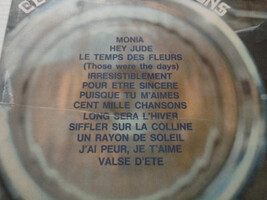 MONIA
HEY JUDE
LE TEMPS DES FLEURS
(Those were the days)
IRRESISTIBLEMENT
POUR ETRE SINCERE
PUISQUE TU M'AIMES
CENT MILLE CHANSONS
LONG SERA L'HIVER
SIFFLER SUR LA COLLINE
UN RAYON DE SOLEIL
J'AI PEUR, JE T'AIME
VALSE D'ETE